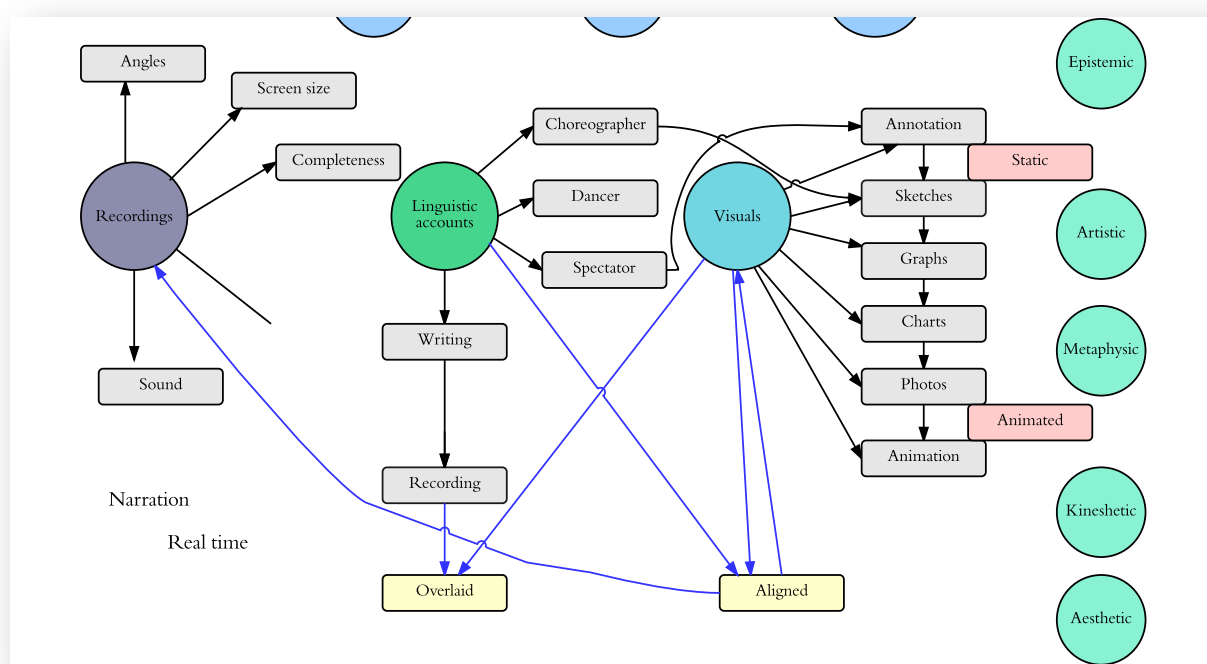 Angles
Screen size
Completeness
Recordings
Sound
Narration
Real time
Linguistic
accounts
Choreographer
Dancer
Spectator
Writing
Recording
Overlaid
Visuals
Aligned
Annotation
Static
Sketches
Graphs
Charts
Photos
Animated
Animation
Epistemic
Artistic
Metaphysic
Kineshetic
Aesthetic